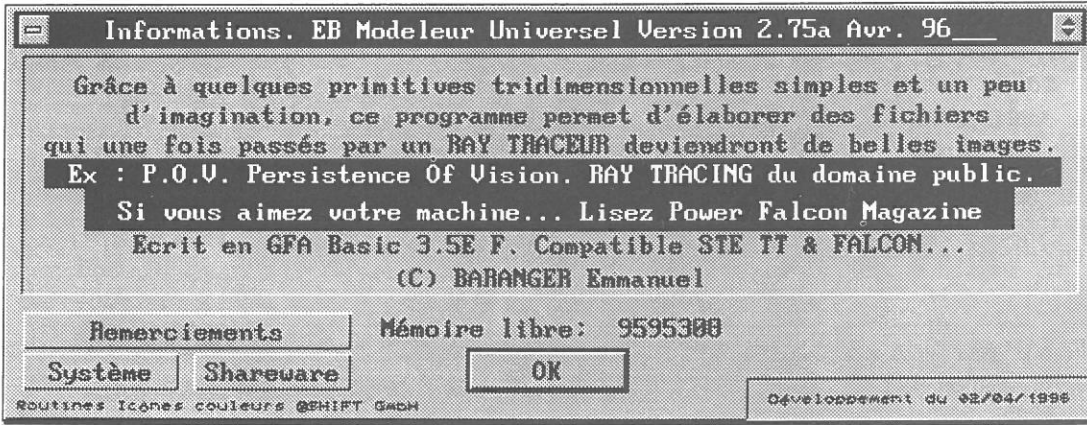 Informations. EB Modeleur Universel Version 2.75a Avr. 96___
Grâce à quelques primitives tridimensionnelles simples et un peu
d'imagination, ce programme permet d'élaborer des fichiers
qui une fois passés par un RAY TRACEUR deviendront de belles images.
Ex : P.O.V. Persistence Of Vision. RAY TRACING du domaine public.
Si vous aimez votre machine... Lisez Power Falcon Magazine
Ecrit en GFA Basic 3.5E F. Compatible STE TT & FALCON...
(C) BARANGER Emmanuel
Remerciements
Mémoire libre: 9595300
Système
Shareware
OK
Routines Icônes couleurs @SHIFT GmbH
Développement du 02/04/1996